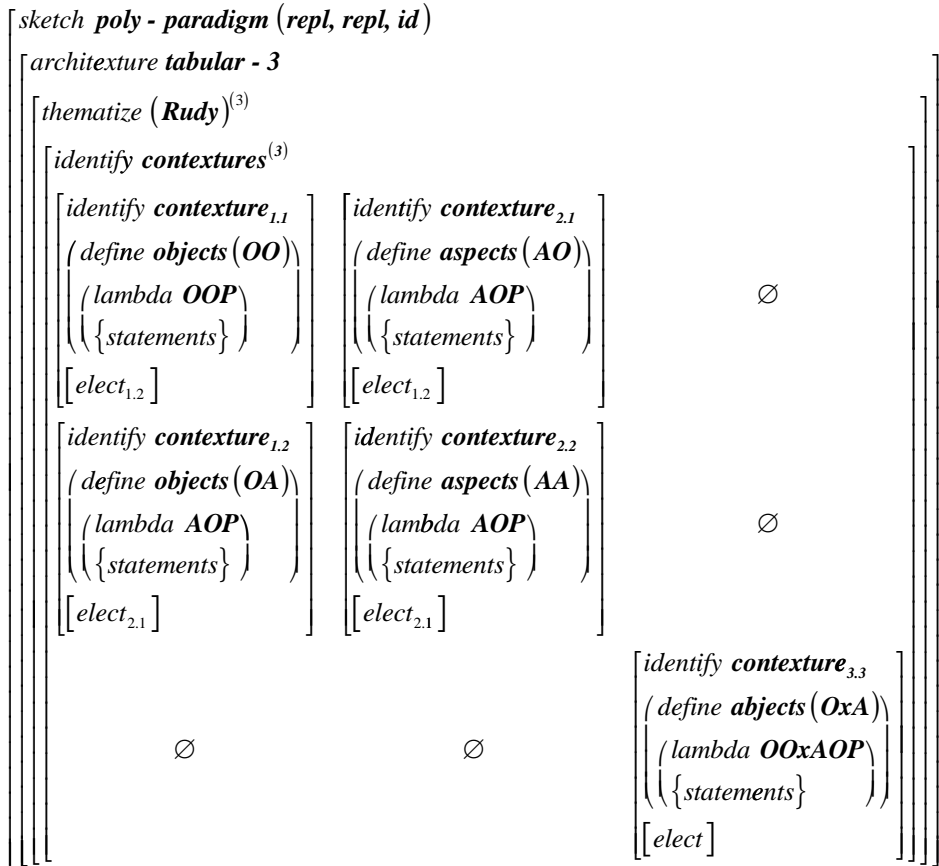 sketch poly - paradigm (repl, repl, id)
architexture tabular - 3
thematize (Rudy)^(3)
identify contextures^(3)
identify contexture_1.1 identify contexture_2.1
(define objects (OO)) (define aspects (AO))
(lambda OOP) (lambda AOP) ∅
{statements} {statements}
[elect_1.2] [elect_1.2]
identify contexture_1.2 identify contexture_2.2
(define objects (OA)) (define aspects (AA))
(lambda AOP) (lambda AOP) ∅
{statements} {statements}
[elect_2.1] [elect_2.1]
identify contexture_3.3
(define abjects (OxA))
∅ ∅ (lambda OOxAOP)
{statements}
[elect]